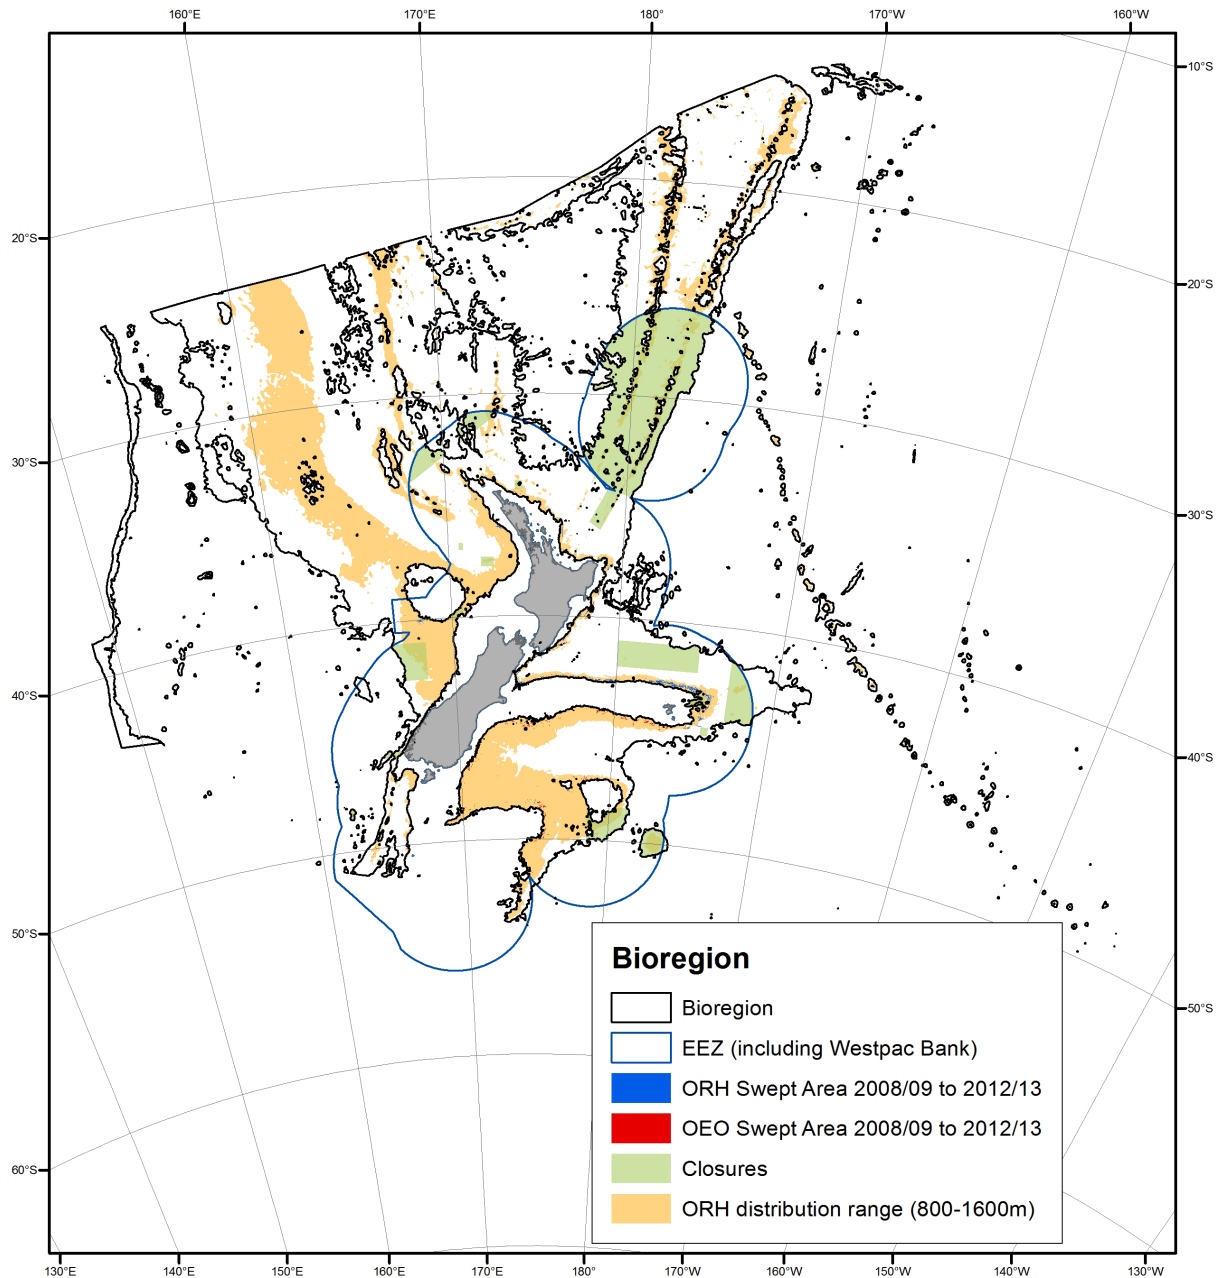 160°E 170°E 180° 170°W 160°W
10°S
20°S
20°S
30°S
30°S
40°S
40°S
50°S
50°S
60°S
Bioregion
Bioregion
EEZ (including Westpac Bank)
ORH Swept Area 2008/09 to 2012/13
OEO Swept Area 2008/09 to 2012/13
Closures
ORH distribution range (800-1600m)
130°E 140°E 150°E 160°E 170°E 180° 170°W 160°W 150°W 140°W 130°W